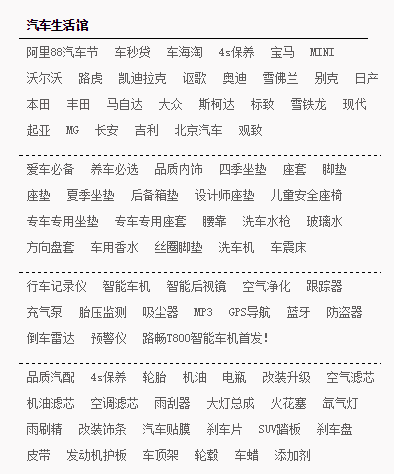 汽车生活馆
阿里88汽车节 车秒贷 车海淘 4s保养 宝马 MINI
沃尔沃 路虎 凯迪拉克 讴歌 奥迪 雪佛兰 别克 日产
本田 丰田 马自达 大众 斯柯达 标致 雪铁龙 现代
起亚 MG 长安 吉利 北京汽车 观致
爱车必备 养车必选 品质内饰 四季坐垫 座套 脚垫
座垫 夏季坐垫 后备箱垫 设计师座垫 儿童安全座椅
专车专用坐垫 专车专用座套 腰靠 洗车水枪 玻璃水
方向盘套 车用香水 丝圈脚垫 洗车机 车震床
行车记录仪 智能车机 智能后视镜 空气净化 跟踪器
充气泵 胎压监测 吸尘器 MP3 GPS导航 蓝牙 防盗器
倒车雷达 预警仪 路畅T800智能车机首发!
品质汽配 4s保养 轮胎 机油 电瓶 改装升级 空气滤芯
机油滤芯 空调滤芯 雨刮器 大灯总成 火花塞 氙气灯
雨刷精 改装饰条 汽车贴膜 刹车片 SUV踏板 刹车盘
皮带 发动机护板 车顶架 轮毂 车蜡 添加剂